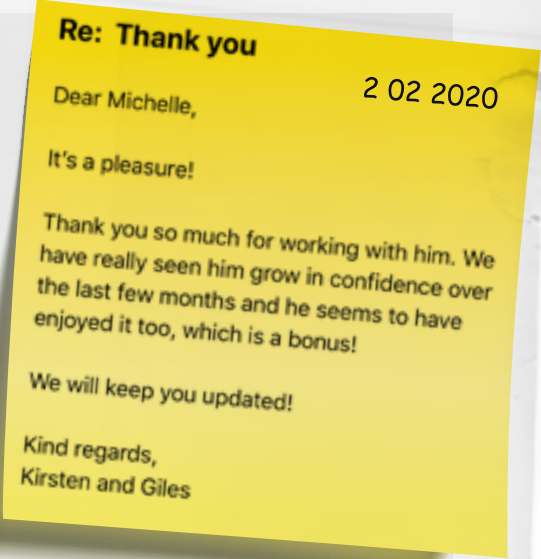 Re: Thank you
2 02 2020
Dear Michelle,
It's a pleasure!
Thank you so much for working with him. We
have really seen him grow in confidence over
the last few months and he seems to have
enjoyed it too, which is a bonus!
We will keep you updated!
Kind regards,
Kirsten and Giles